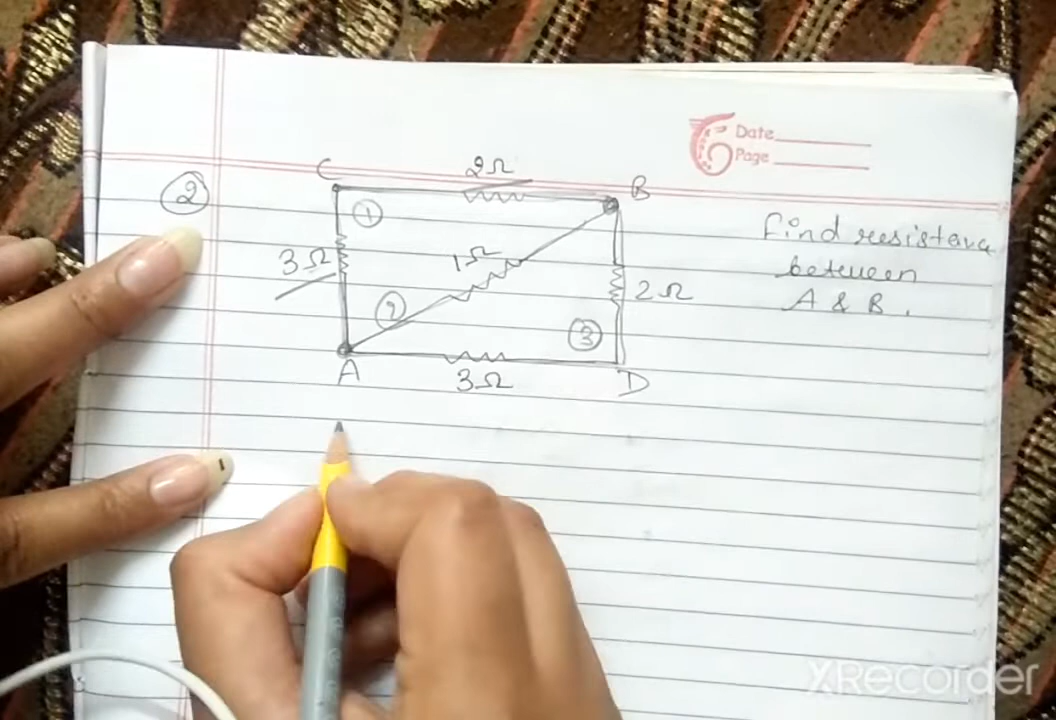 Date
Page
2
C
2Ω
B
1
3Ω
1Ω
2
2Ω
3
A
3Ω
D
find resistance
between
A & B.
XRecorder